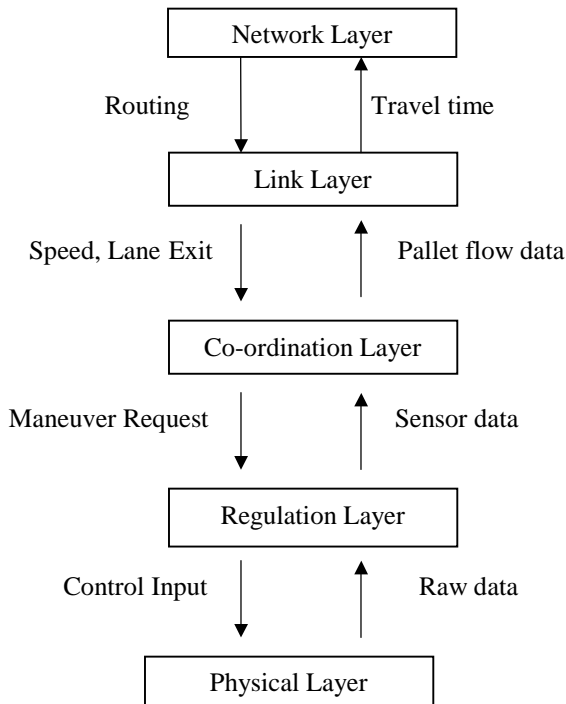 Network Layer
Routing
Travel time
Link Layer
Speed, Lane Exit
Pallet flow data
Co-ordination Layer
Maneuver Request
Sensor data
Regulation Layer
Control Input
Raw data
Physical Layer